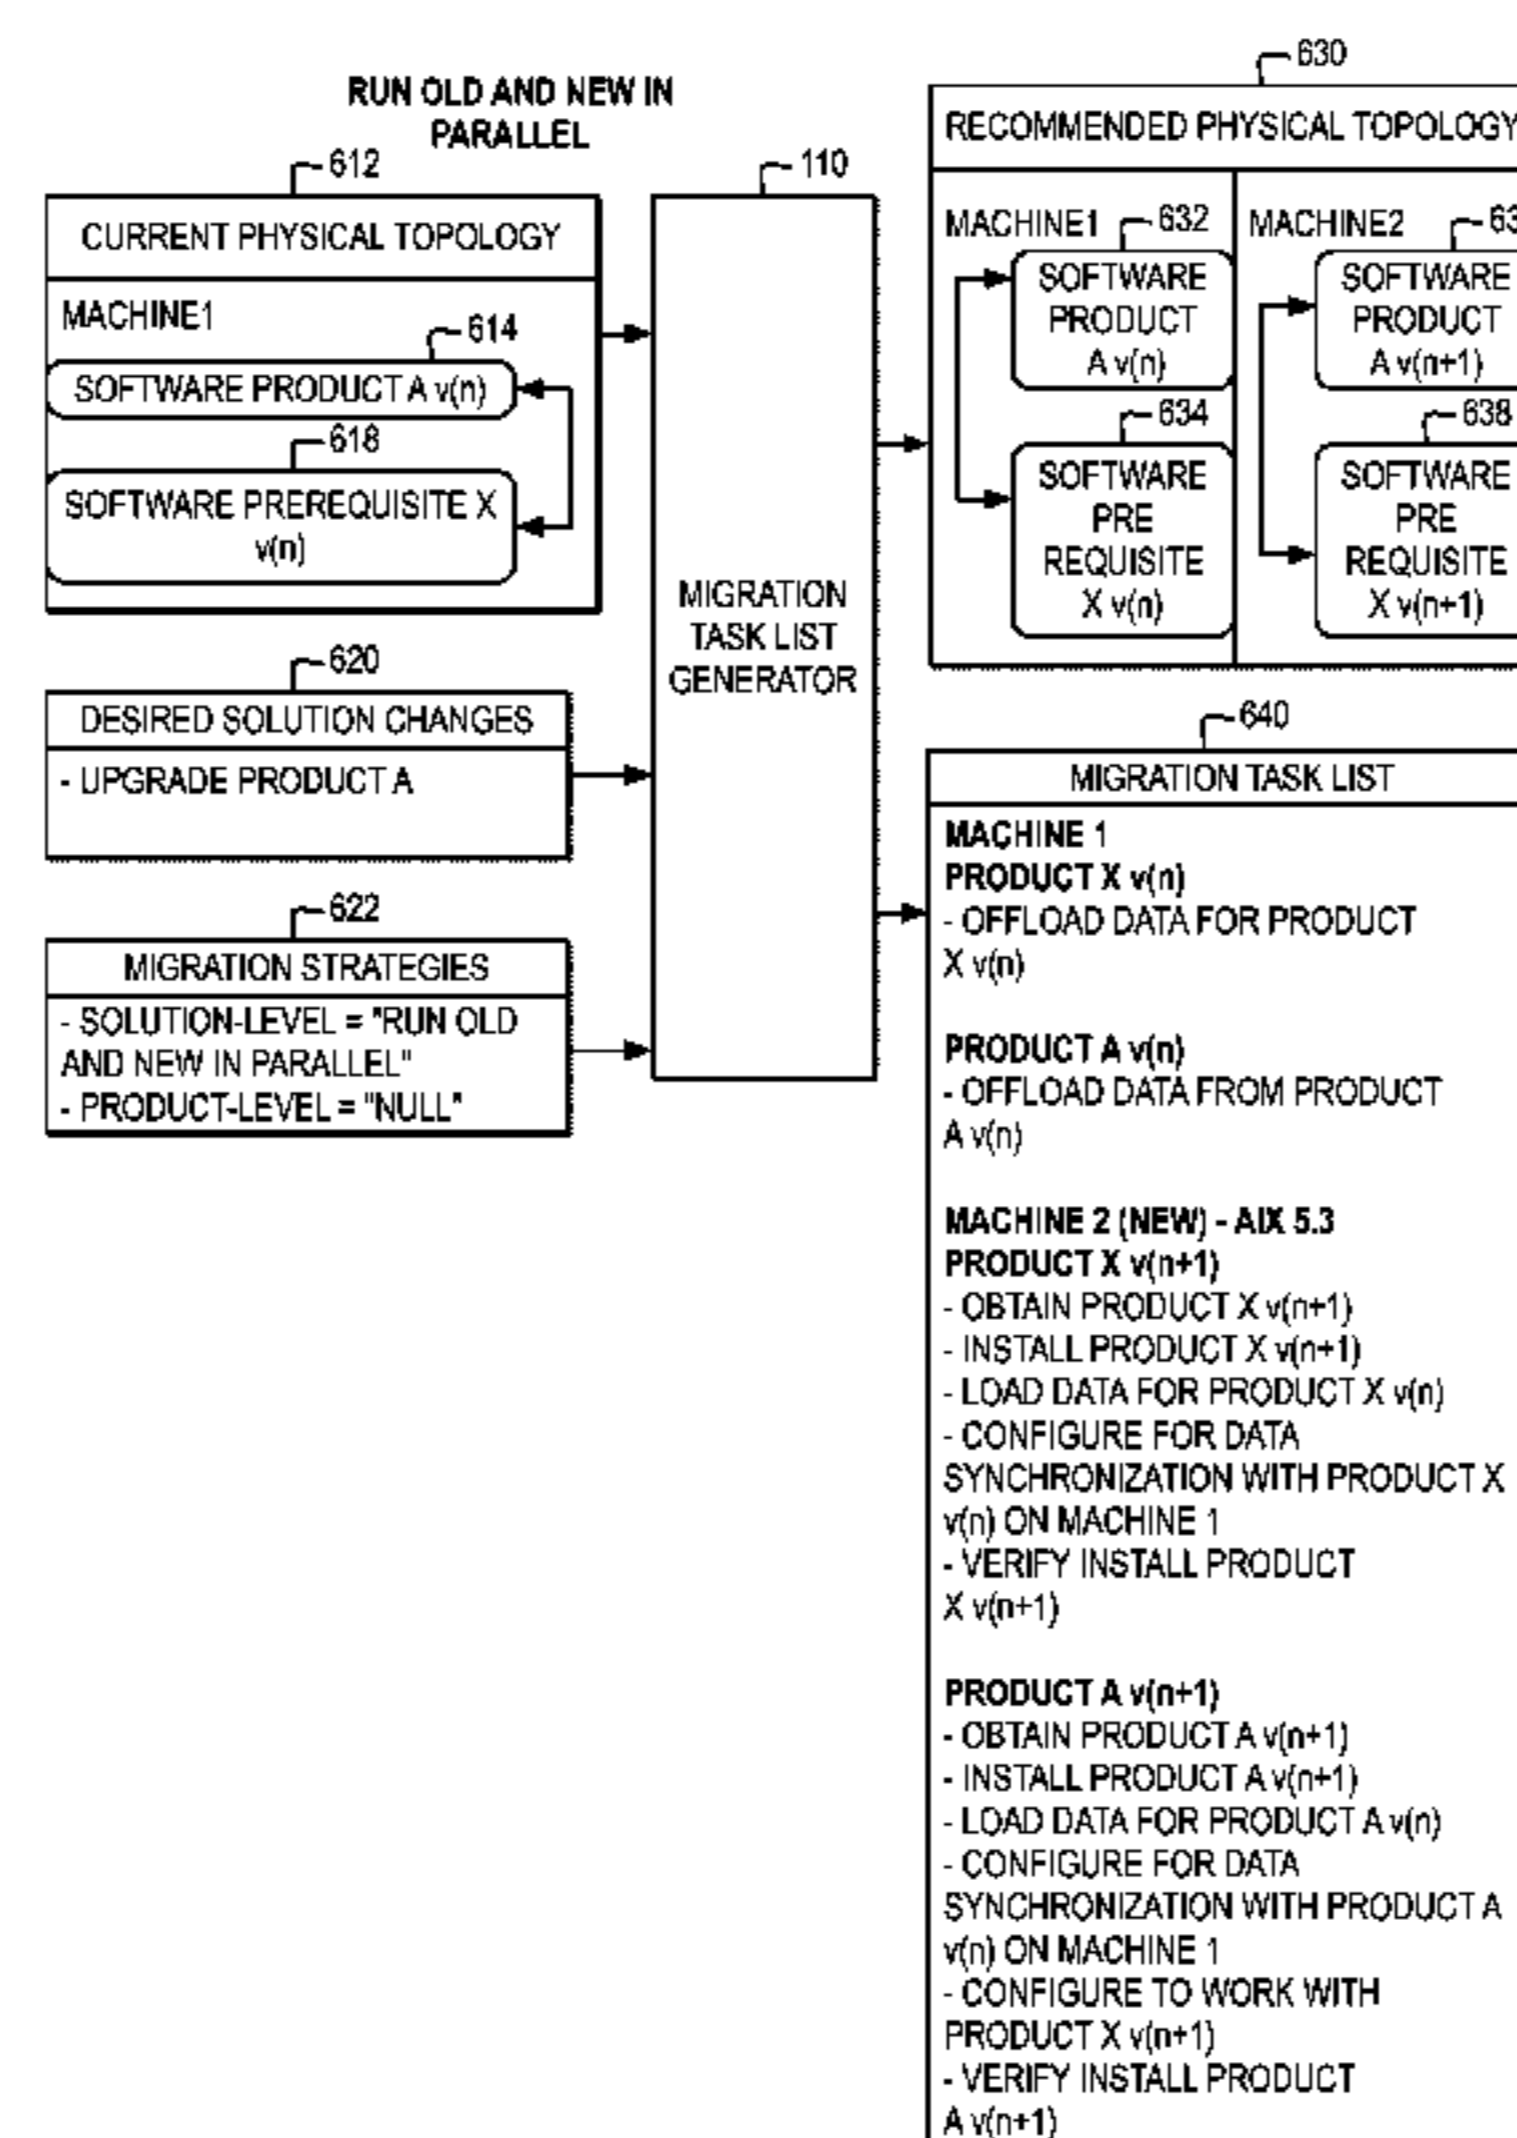 RUN OLD AND NEW IN
PARALLEL
612
CURRENT PHYSICAL TOPOLOGY
MACHINE1
614
SOFTWARE PRODUCT A v(n)
618
SOFTWARE PREREQUISITE X
v(n)
620
DESIRED SOLUTION CHANGES
- UPGRADE PRODUCT A
622
MIGRATION STRATEGIES
- SOLUTION-LEVEL = "RUN OLD
AND NEW IN PARALLEL"
- PRODUCT-LEVEL = "NULL"
110
MIGRATION
TASK LIST
GENERATOR
630
RECOMMENDED PHYSICAL TOPOLOGY
MACHINE1
632
SOFTWARE
PRODUCT
A v(n)
634
SOFTWARE
PRE
REQUISITE
X v(n)
MACHINE2
SOFTWARE
PRODUCT
A v(n+1)
638
SOFTWARE
PRE
REQUISITE
X v(n+1)
640
MIGRATION TASK LIST
MACHINE 1
PRODUCT X v(n)
- OFFLOAD DATA FOR PRODUCT
X v(n)
PRODUCT A v(n)
- OFFLOAD DATA FROM PRODUCT
A v(n)
MACHINE 2 (NEW) - AIX 5.3
PRODUCT X v(n+1)
- OBTAIN PRODUCT X v(n+1)
- INSTALL PRODUCT X v(n+1)
- LOAD DATA FOR PRODUCT X v(n)
- CONFIGURE FOR DATA
SYNCHRONIZATION WITH PRODUCT X
v(n) ON MACHINE 1
- VERIFY INSTALL PRODUCT
X v(n+1)
PRODUCT A v(n+1)
- OBTAIN PRODUCT A v(n+1)
- INSTALL PRODUCT A v(n+1)
- LOAD DATA FOR PRODUCT A v(n)
- CONFIGURE FOR DATA
SYNCHRONIZATION WITH PRODUCT A
v(n) ON MACHINE 1
- CONFIGURE TO WORK WITH
PRODUCT X v(n+1)
- VERIFY INSTALL PRODUCT
A v(n+1)